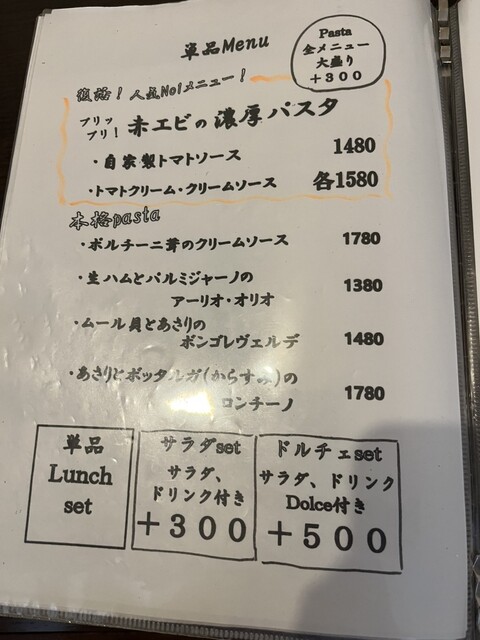 単品Menu
Pasta
全メニュー
大盛り
+300
復活！人気No1メニュー！
プリッ
プリ！
赤エビの濃厚パスタ
・自家製トマトソース 1480
・トマトクリーム・クリームソース 各1580
本格pasta
・ポルチーニ茸のクリームソース 1780
・生ハムとパルミジャーノの
アーリオ・オリオ 1380
・ムール貝とあさりの
ボンゴレヴェルデ 1480
・あさりとボッタルガ(からすみ)の
ロンチーノ 1780
単品
Lunch
set
サラダset
サラダ、
ドリンク付き
+300
ドルチェset
サラダ、ドリンク
Dolce付き
+500